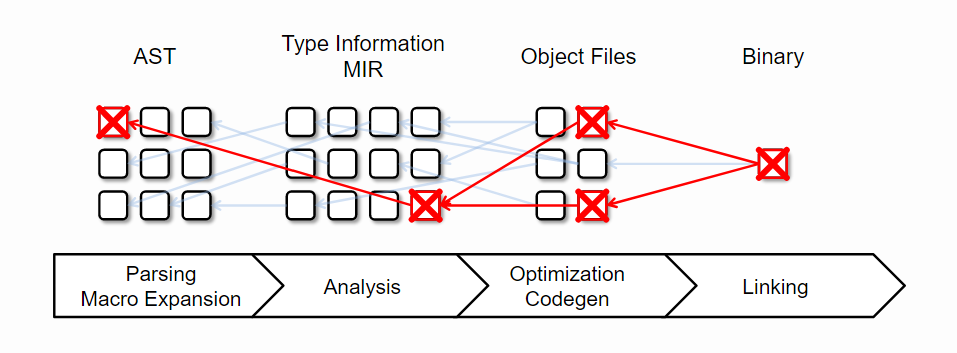 AST
Type Information
MIR
Object Files
Binary
Parsing
Macro Expansion
Analysis
Optimization
Codegen
Linking